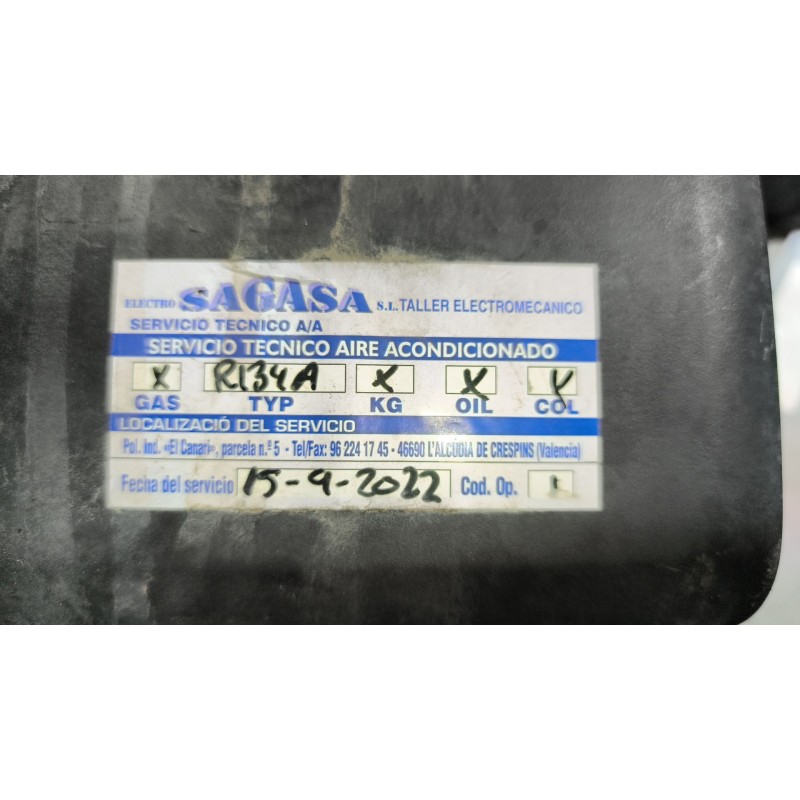 ELECTRO SAGASA S.L. TALLER ELECTROMECANICO
SERVICIO TECNICO A/A
SERVICIO TECNICO AIRE ACONDICIONADO
X R134A X X X
GAS TYP KG OIL COL
LOCALIZACIÓ DEL SERVICIO
Pol. Ind. «El Canari», parcela n.º 5 - Tel/Fax: 96 224 17 45 - 46690 L'ALCÚDIA DE CRESPINS (Valencia)
Fecha del servicio 15-9-2022 Cod. Op. 1